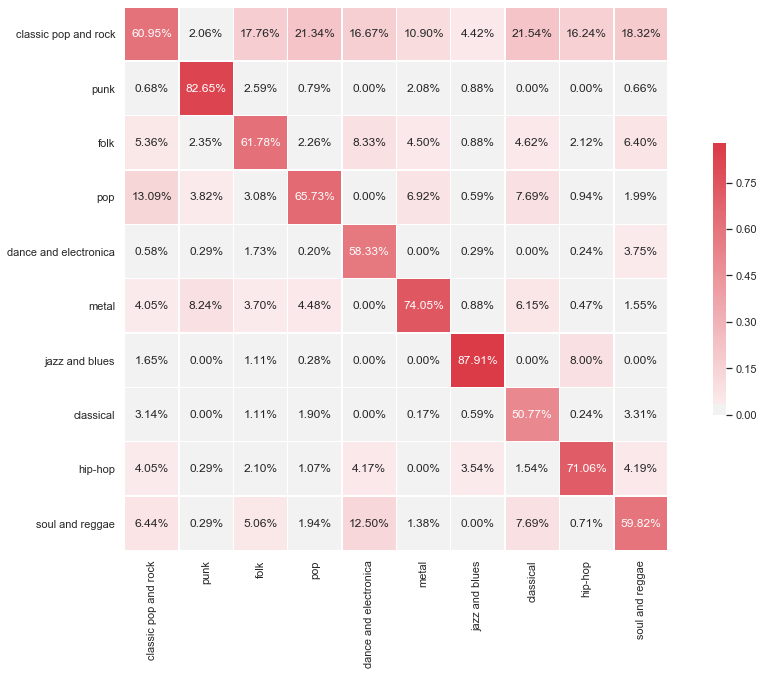 classic pop and rock 60.95% 2.06% 17.76% 21.34% 16.67% 10.90% 4.42% 21.54% 16.24% 18.32%
punk 0.68% 82.65% 2.59% 0.79% 0.00% 2.08% 0.88% 0.00% 0.00% 0.66%
folk 5.36% 2.35% 61.78% 2.26% 8.33% 4.50% 0.88% 4.62% 2.12% 6.40%
pop 13.09% 3.82% 3.08% 65.73% 0.00% 6.92% 0.59% 7.69% 0.94% 1.99%
dance and electronica 0.58% 0.29% 1.73% 0.20% 58.33% 0.00% 0.29% 0.00% 0.24% 3.75%
metal 4.05% 8.24% 3.70% 4.48% 0.00% 74.05% 0.88% 6.15% 0.47% 1.55%
jazz and blues 1.65% 0.00% 1.11% 0.28% 0.00% 0.00% 87.91% 0.00% 8.00% 0.00%
classical 3.14% 0.00% 1.11% 1.90% 0.00% 0.17% 0.59% 50.77% 0.24% 3.31%
hip-hop 4.05% 0.29% 2.10% 1.07% 4.17% 0.00% 3.54% 1.54% 71.06% 4.19%
soul and reggae 6.44% 0.29% 5.06% 1.94% 12.50% 1.38% 0.00% 7.69% 0.71% 59.82%
classic pop and rock
punk
folk
pop
dance and electronica
metal
jazz and blues
classical
hip-hop
soul and reggae
0.75
0.60
0.45
0.30
0.15
0.00